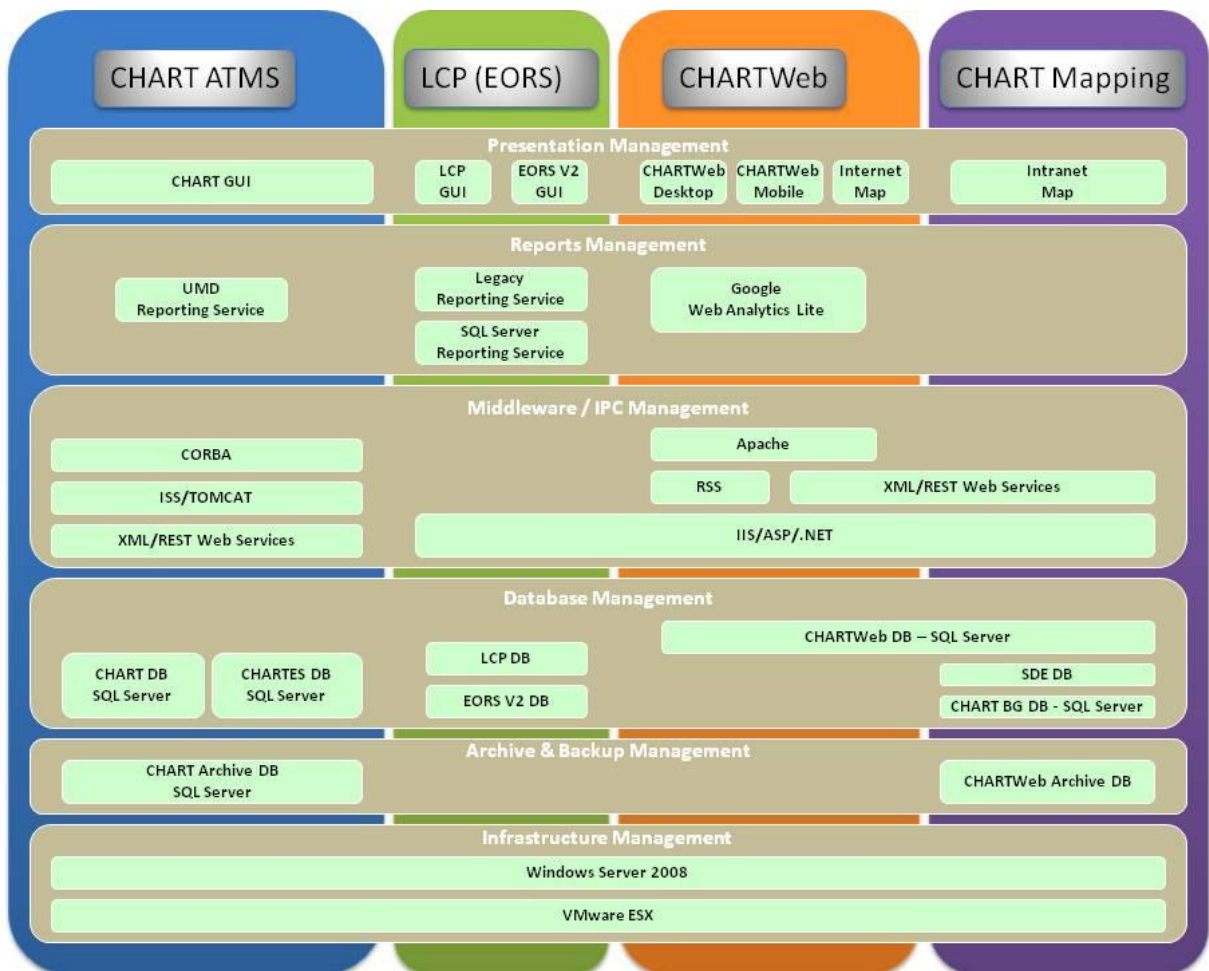 CHART ATMS
LCP (EORS)
CHARTWeb
CHART Mapping
Presentation Management
CHART GUI
LCP
GUI
EORS V2
GUI
CHARTWeb
Desktop
CHARTWeb
Mobile
Internet
Map
Intranet
Map
Reports Management
UMD
Reporting Service
Legacy
Reporting Service
SQL Server
Reporting Service
Google
Web Analytics Lite
Middleware / IPC Management
CORBA
ISS/TOMCAT
XML/REST Web Services
Apache
RSS
XML/REST Web Services
IIS/ASP/.NET
Database Management
CHART DB
SQL Server
CHARTES DB
SQL Server
LCP DB
EORS V2 DB
CHARTWeb DB – SQL Server
SDE DB
CHART BG DB - SQL Server
Archive & Backup Management
CHART Archive DB
SQL Server
CHARTWeb Archive DB
Infrastructure Management
Windows Server 2008
VMware ESX